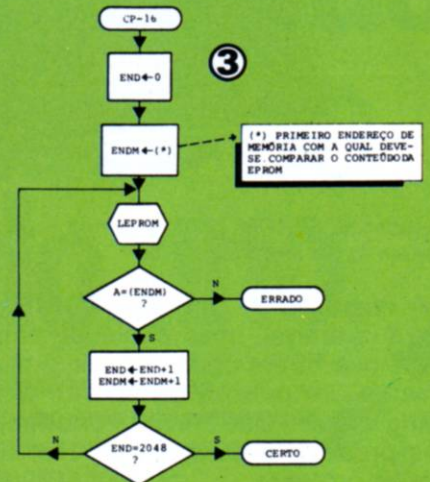 CP-16
3
END←0
ENDM←(*)
(*) PRIMEIRO ENDEREÇO DE
MEMÓRIA COM A QUAL DEVE-
SE COMPARAR O CONTEÚDO DA
EPROM
LEPROM
A=(ENDM)
?
N
ERRADO
S
END←END+1
ENDM←ENDM+1
N
END=2048
?
S
CERTO